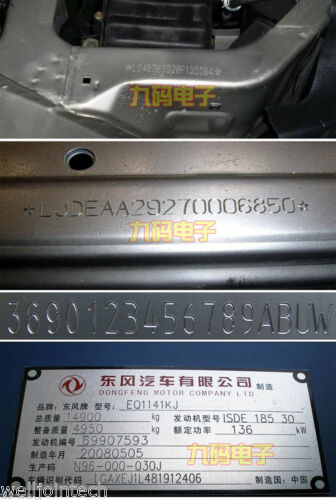 九码电子
*LJDEAA29270006850*
九码电子
3690123456789ABUW
东风汽车有限公司 制造
DONGFENG MOTOR COMPANY LTD.
品牌: 东风牌 型号: EQ1141KJ
总质量 14900 kg 发动机型号 ISDE 185 30
整备质量 4950 kg 额定功率 136 kW
发动机编号 69907593
制造年月 20080505
生产代码 N96-000-030J
车辆识别代码 LGAXEJ1L481912406 制造国: 中国
wellfointech